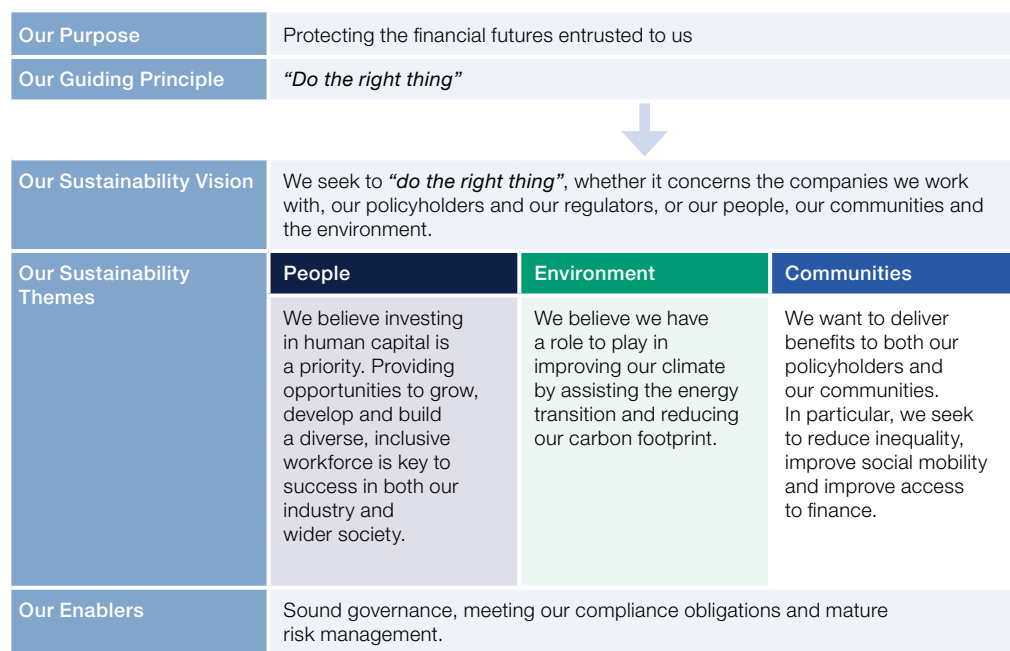 Our Purpose
Protecting the financial futures entrusted to us
Our Guiding Principle
“Do the right thing”
Our Sustainability Vision
We seek to “do the right thing”, whether it concerns the companies we work
with, our policyholders and our regulators, or our people, our communities and
the environment.
Our Sustainability
Themes
People
We believe investing
in human capital is
a priority. Providing
opportunities to grow,
develop and build
a diverse, inclusive
workforce is key to
success in both our
industry and
wider society.
Environment
We believe we have
a role to play in
improving our climate
by assisting the energy
transition and reducing
our carbon footprint.
Communities
We want to deliver
benefits to both our
policyholders and
our communities.
In particular, we seek
to reduce inequality,
improve social mobility
and improve access
to finance.
Our Enablers
Sound governance, meeting our compliance obligations and mature
risk management.